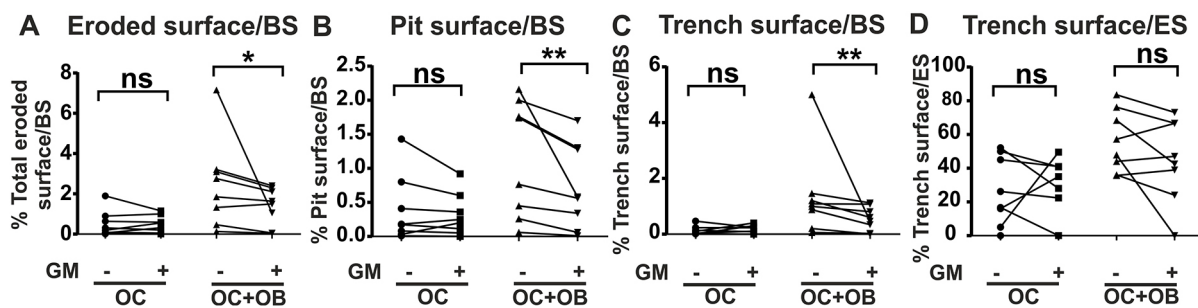 A Eroded surface/BS
% Total eroded
surface/BS
8
6
4
2
0
ns
*
GM - + - +
OC OC+OB
B Pit surface/BS
% Pit surface/BS
2.5
2.0
1.5
1.0
0.5
0.0
ns
**
- + - +
OC OC+OB
C Trench surface/BS
% Trench surface/BS
6
4
2
0
ns
**
GM - + - +
OC OC+OB
D Trench surface/ES
% Trench surface/ES
100
80
60
40
20
0
ns
ns
GM - + - +
OC OC+OB